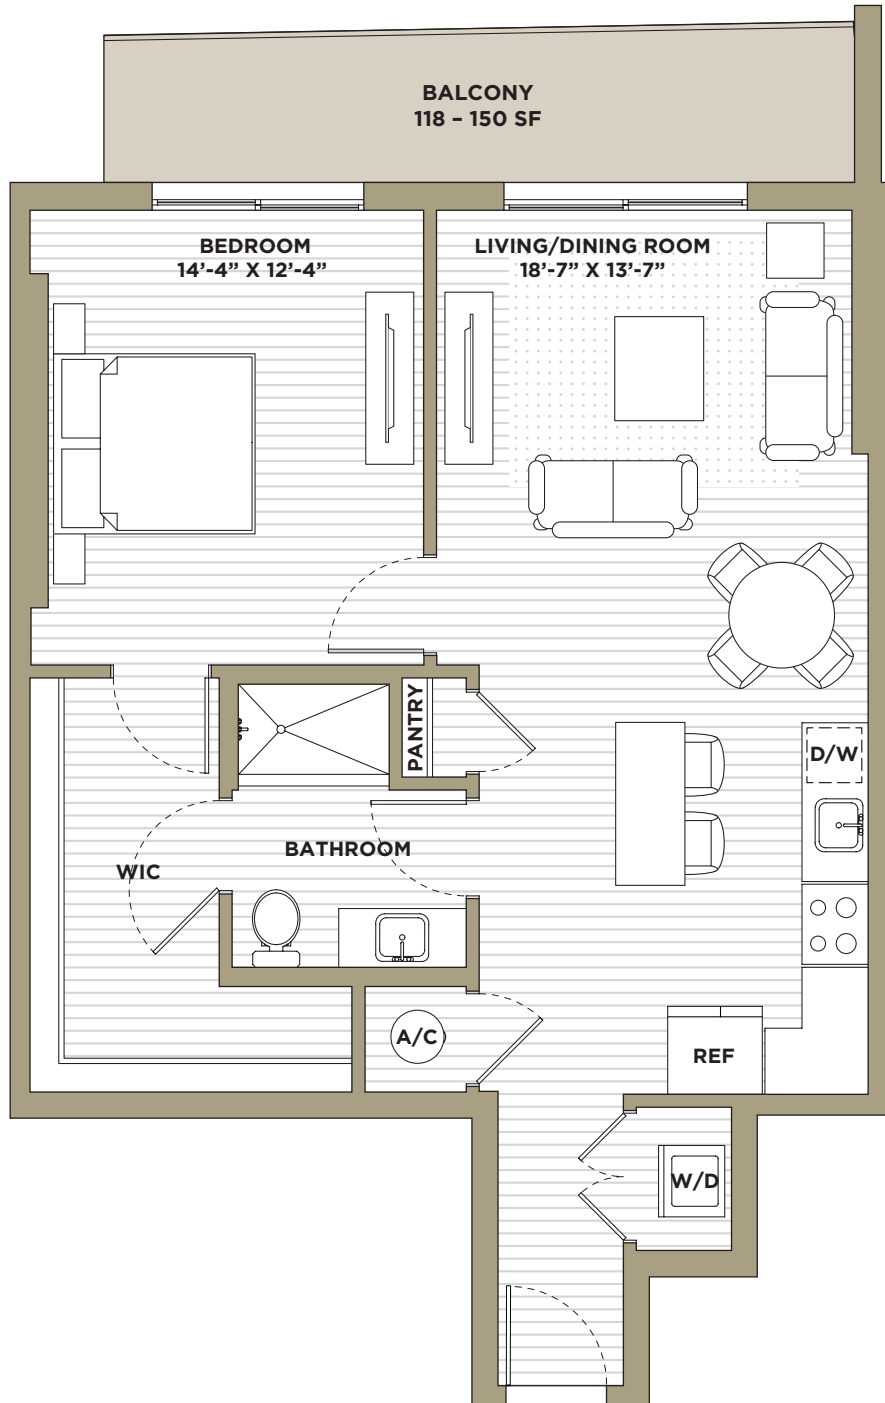 BALCONY
118 – 150 SF
BEDROOM
14’-4” X 12’-4”
LIVING/DINING ROOM
18’-7” X 13’-7”
PANTRY
D/W
BATHROOM
WIC
A/C
REF
W/D